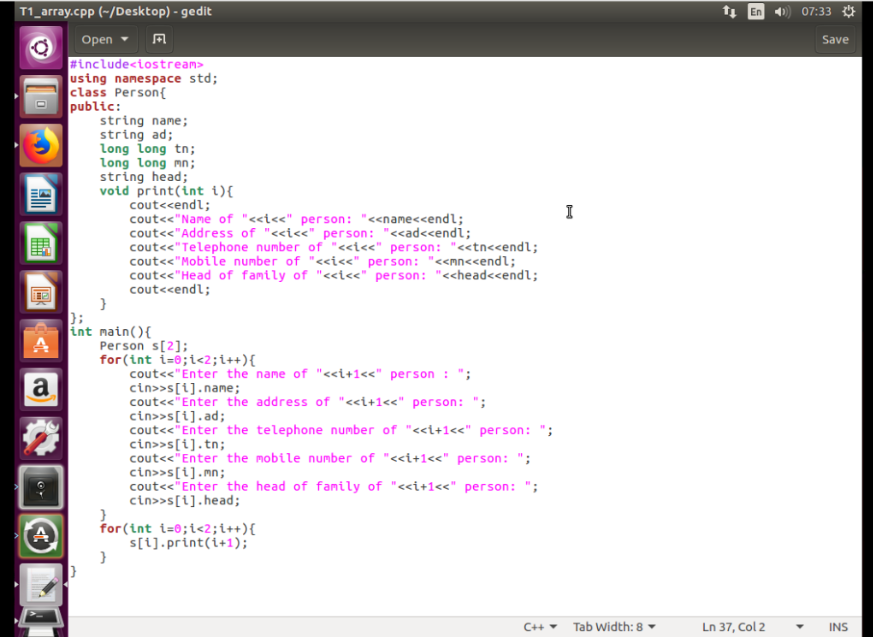 T1_array.cpp (~/Desktop) - gedit
En
07:33
Open
Save
#include<iostream>
using namespace std;
class Person{
public:
    string name;
    string ad;
    long long tn;
    long long mn;
    string head;
    void print(int i){
        cout<<endl;
        cout<<"Name of "<<i<<" person: "<<name<<endl;
        cout<<"Address of "<<i<<" person: "<<ad<<endl;
        cout<<"Telephone number of "<<i<<" person: "<<tn<<endl;
        cout<<"Mobile number of "<<i<<" person: "<<mn<<endl;
        cout<<"Head of family of "<<i<<" person: "<<head<<endl;
        cout<<endl;
    }
};
int main(){
    Person s[2];
    for(int i=0;i<2;i++){
        cout<<"Enter the name of "<<i+1<<" person : ";
        cin>>s[i].name;
        cout<<"Enter the address of "<<i+1<<" person: ";
        cin>>s[i].ad;
        cout<<"Enter the telephone number of "<<i+1<<" person: ";
        cin>>s[i].tn;
        cout<<"Enter the mobile number of "<<i+1<<" person: ";
        cin>>s[i].mn;
        cout<<"Enter the head of family of "<<i+1<<" person: ";
        cin>>s[i].head;
    }
    for(int i=0;i<2;i++){
        s[i].print(i+1);
    }
}
C++
Tab Width: 8
Ln 37, Col 2
INS